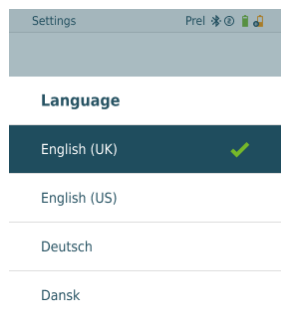 Settings Prel
Language
English (UK)
English (US)
Deutsch
Dansk